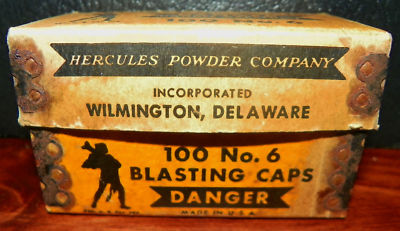 HERCULES POWDER COMPANY
INCORPORATED
WILMINGTON, DELAWARE
100 No. 6
BLASTING CAPS
DANGER
MADE IN U.S.A.